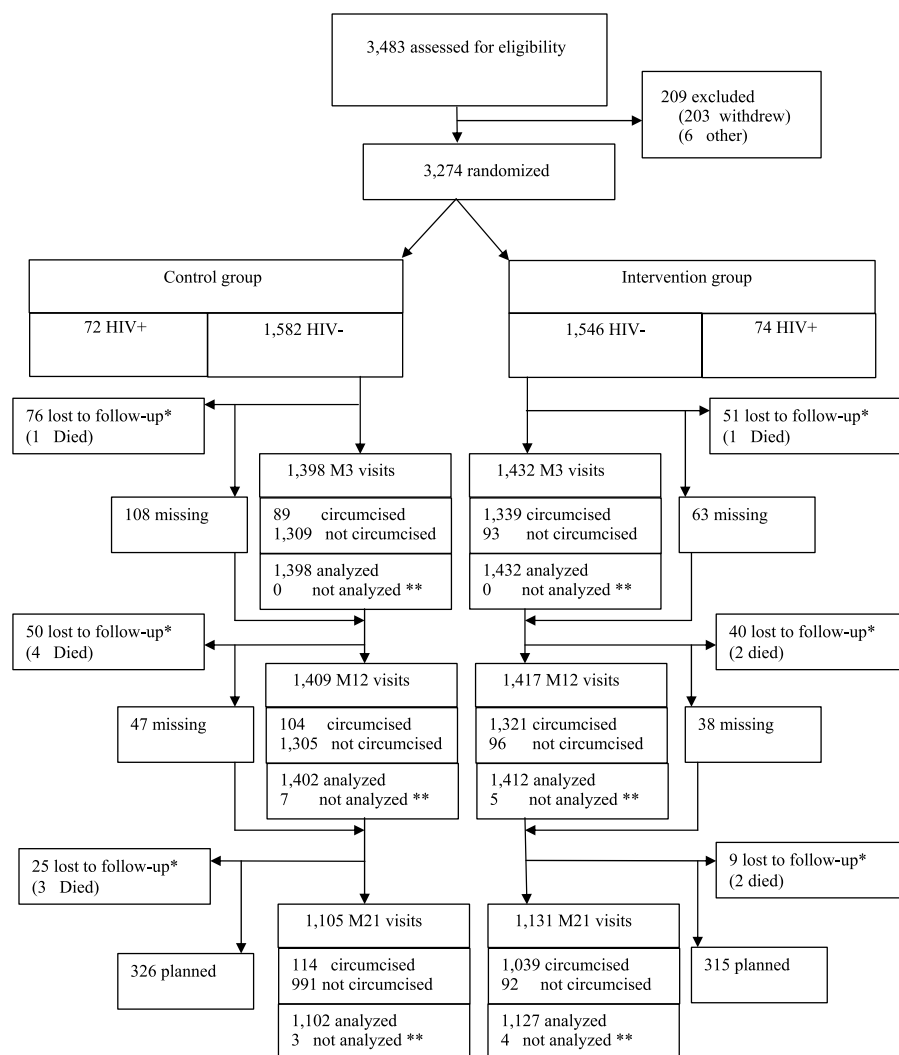 3,483 assessed for eligibility
209 excluded
(203 withdrew)
(6 other)
3,274 randomized
Control group
72 HIV+
1,582 HIV-
Intervention group
1,546 HIV-
74 HIV+
76 lost to follow-up*
(1 Died)
51 lost to follow-up*
(1 Died)
1,398 M3 visits
89 circumcised
1,309 not circumcised
1,398 analyzed
0 not analyzed **
1,432 M3 visits
1,339 circumcised
93 not circumcised
1,432 analyzed
0 not analyzed **
108 missing
63 missing
50 lost to follow-up*
(4 Died)
40 lost to follow-up*
(2 died)
1,409 M12 visits
104 circumcised
1,305 not circumcised
1,402 analyzed
7 not analyzed **
1,417 M12 visits
1,321 circumcised
96 not circumcised
1,412 analyzed
5 not analyzed **
47 missing
38 missing
25 lost to follow-up*
(3 Died)
9 lost to follow-up*
(2 died)
1,105 M21 visits
114 circumcised
991 not circumcised
1,102 analyzed
3 not analyzed **
1,131 M21 visits
1,039 circumcised
92 not circumcised
1,127 analyzed
4 not analyzed **
326 planned
315 planned